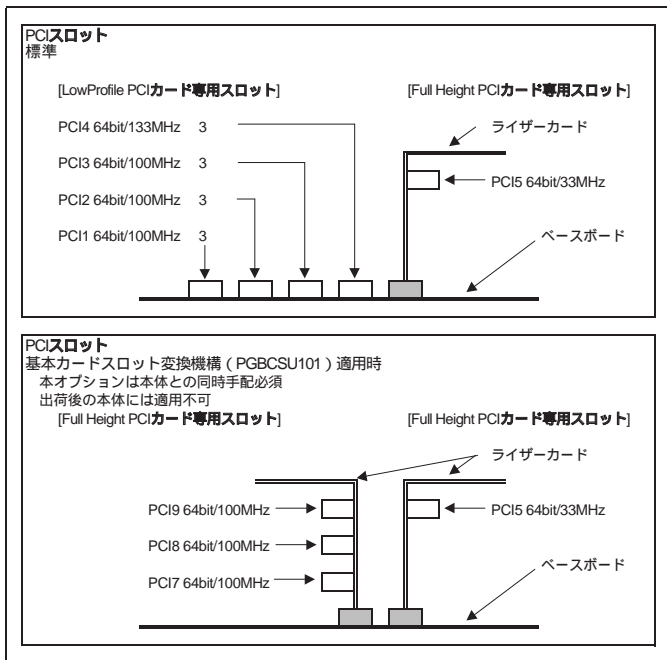 PCIスロット
標準
[LowProfile PCIカード専用スロット] [Full Height PCIカード専用スロット]
PCI4 64bit/133MHz 3
ライザーカード
PCI3 64bit/100MHz 3
PCI5 64bit/33MHz
PCI2 64bit/100MHz 3
PCI1 64bit/100MHz 3
ベースボード
PCIスロット
基本カードスロット変換機構（PGBCSU101）適用時
本オプションは本体との同時手配必須
出荷後の本体には適用不可
[Full Height PCIカード専用スロット] [Full Height PCIカード専用スロット]
ライザーカード
PCI9 64bit/100MHz
PCI5 64bit/33MHz
PCI8 64bit/100MHz
PCI7 64bit/100MHz
ベースボード